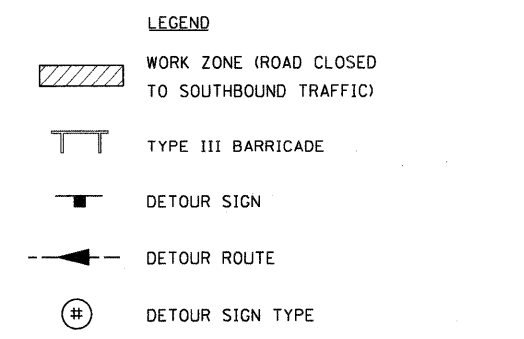 LEGEND
WORK ZONE (ROAD CLOSED
TO SOUTHBOUND TRAFFIC)
TYPE III BARRICADE
DETOUR SIGN
DETOUR ROUTE
# DETOUR SIGN TYPE